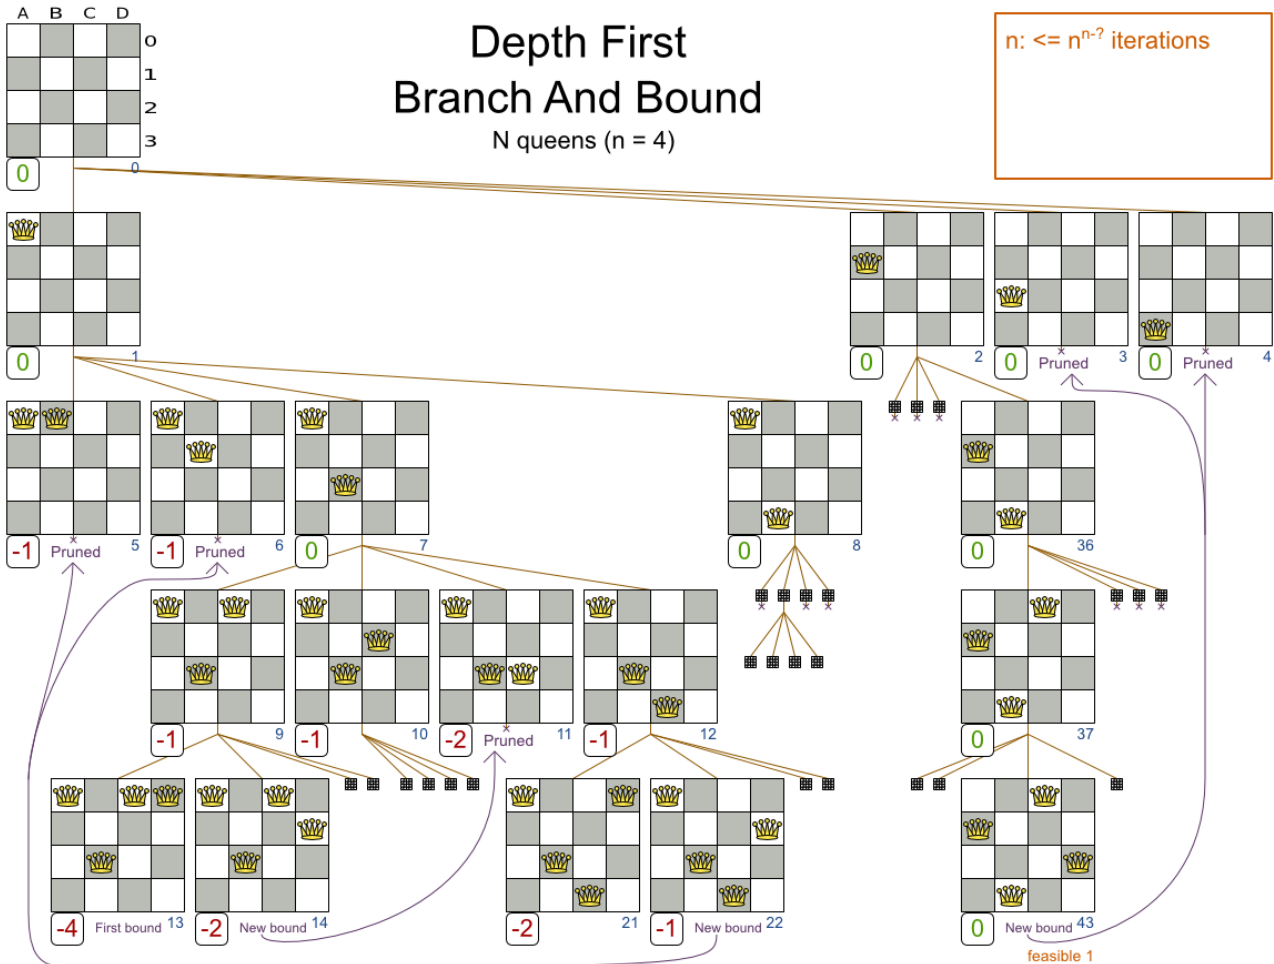 A B C D
Depth First
Branch And Bound
N queens (n = 4)
n: <= n^n-? iterations
0
1
2
3
0 0
0 1
0 2
0 Pruned 3
0 Pruned 4
-1 Pruned 5
-1 Pruned 6
0 7
0 8
0 36
-1 9
-1 10
-2 Pruned 11
-1 12
0 37
-4 First bound 13
-2 New bound 14
-2 21
-1 New bound 22
0 New bound 43
feasible 1